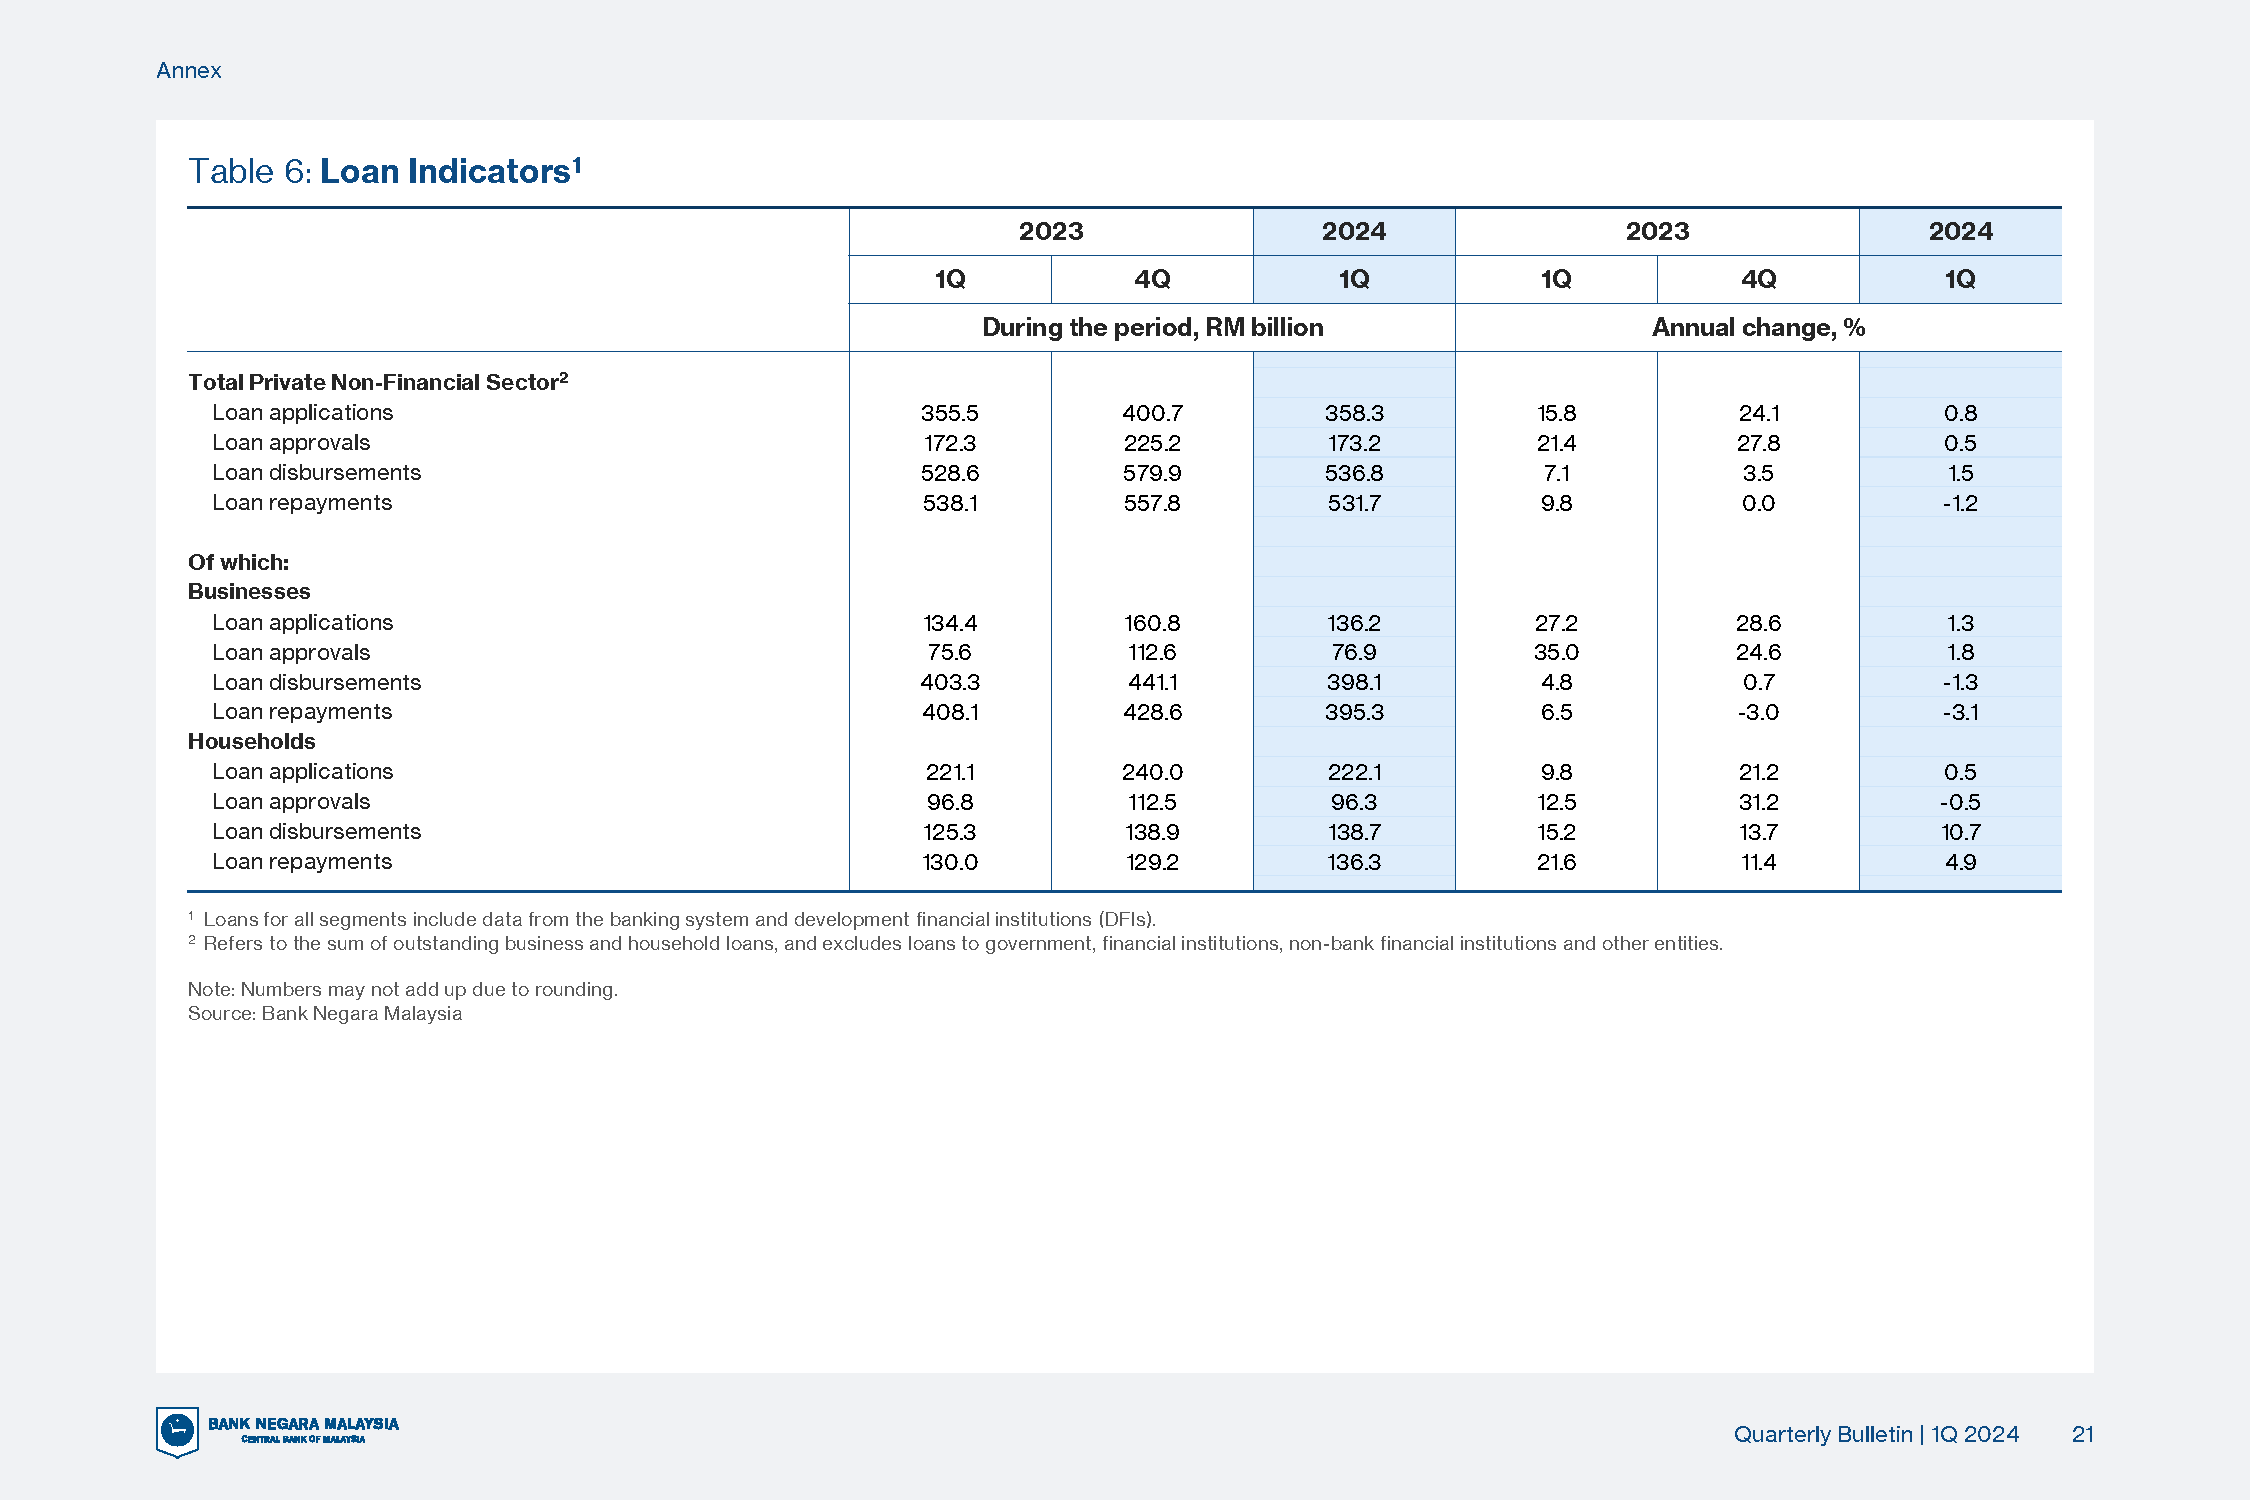 Annex
Table 6: Loan Indicators¹
2023 2024 2023 2024
1Q 4Q 1Q 1Q 4Q 1Q
During the period, RM billion Annual change, %
Total Private Non-Financial Sector²
Loan applications 355.5 400.7 358.3 15.8 24.1 0.8
Loan approvals 172.3 225.2 173.2 21.4 27.8 0.5
Loan disbursements 528.6 579.9 536.8 7.1 3.5 1.5
Loan repayments 538.1 557.8 531.7 9.8 0.0 -1.2
Of which:
Businesses
Loan applications 134.4 160.8 136.2 27.2 28.6 1.3
Loan approvals 75.6 112.6 76.9 35.0 24.6 1.8
Loan disbursements 403.3 441.1 398.1 4.8 0.7 -1.3
Loan repayments 408.1 428.6 395.3 6.5 -3.0 -3.1
Households
Loan applications 221.1 240.0 222.1 9.8 21.2 0.5
Loan approvals 96.8 112.5 96.3 12.5 31.2 -0.5
Loan disbursements 125.3 138.9 138.7 15.2 13.7 10.7
Loan repayments 130.0 129.2 136.3 21.6 11.4 4.9
¹ Loans for all segments include data from the banking system and development financial institutions (DFIs).
² Refers to the sum of outstanding business and household loans, and excludes loans to government, financial institutions, non-bank financial institutions and other entities.
Note: Numbers may not add up due to rounding.
Source: Bank Negara Malaysia
BANK NEGARA MALAYSIA
CENTRAL BANK OF MALAYSIA
Quarterly Bulletin | 1Q 2024 21